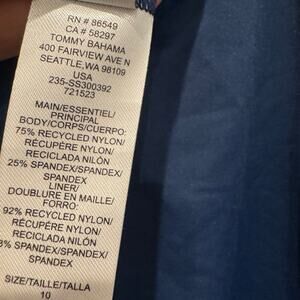 RN # 86549
CA # 58297
TOMMY BAHAMA
400 FAIRVIEW AVE N
SEATTLE, WA 98109
USA
235-SS300392
721523
MAIN/ESSENTIEL/
PRINCIPAL
BODY/CORPS/CUERPO:
75% RECYCLED NYLON/
RÉCUPÉRE NYLON/
RECICLADA NILÓN
25% SPANDEX/SPANDEX/
SPANDEX
LINER/
DOUBLURE EN MAILLE/
FORRO:
92% RECYCLED NYLON/
RÉCUPÉRE NYLON/
RECICLADA NILÓN
8% SPANDEX/SPANDEX/
SPANDEX
SIZE/TAILLE/TALLA
10